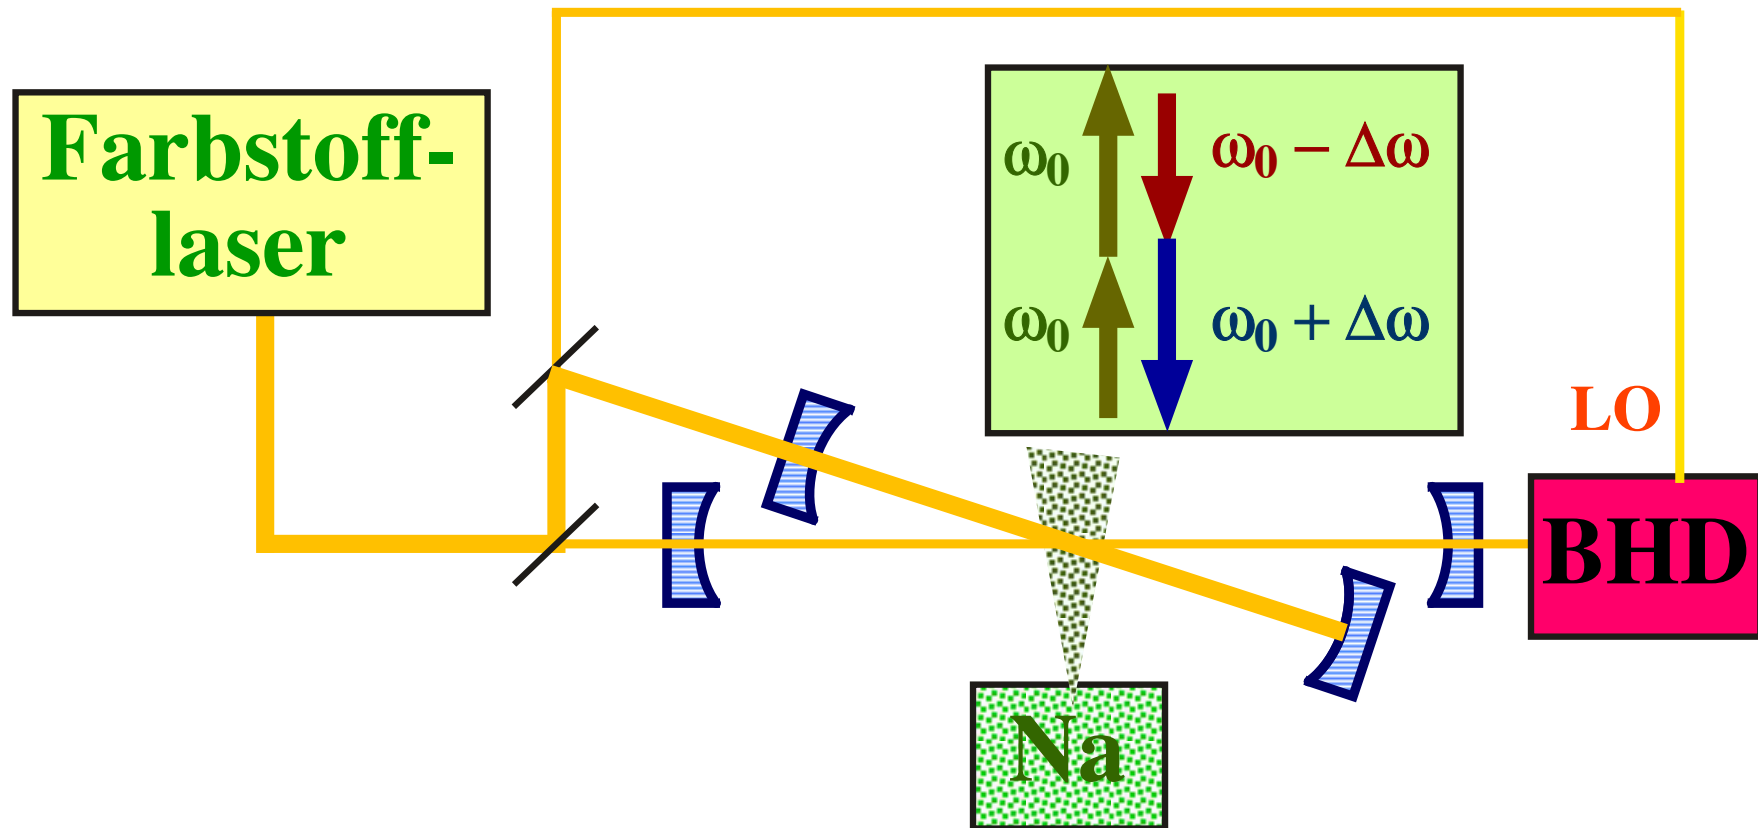 Farbstoff-
laser
ω₀
ω₀ − Δω
ω₀
ω₀ + Δω
LO
BHD
Na